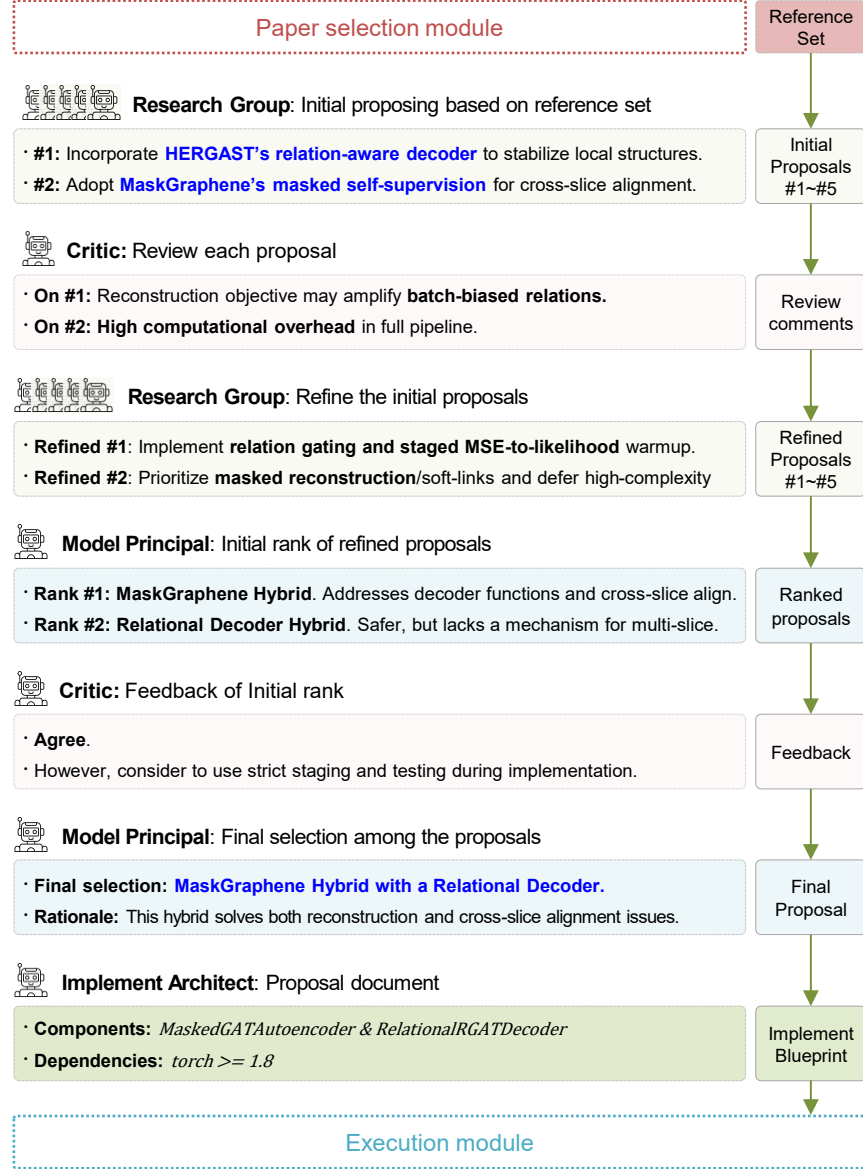 Paper selection module
Reference
Set
Research Group: Initial proposing based on reference set
· #1: Incorporate HERGAST's relation-aware decoder to stabilize local structures.
· #2: Adopt MaskGraphene's masked self-supervision for cross-slice alignment.
Initial
Proposals
#1~#5
Critic: Review each proposal
· On #1: Reconstruction objective may amplify batch-biased relations.
· On #2: High computational overhead in full pipeline.
Review
comments
Research Group: Refine the initial proposals
· Refined #1: Implement relation gating and staged MSE-to-likelihood warmup.
· Refined #2: Prioritize masked reconstruction/soft-links and defer high-complexity
Refined
Proposals
#1~#5
Model Principal: Initial rank of refined proposals
· Rank #1: MaskGraphene Hybrid. Addresses decoder functions and cross-slice align.
· Rank #2: Relational Decoder Hybrid. Safer, but lacks a mechanism for multi-slice.
Ranked
proposals
Critic: Feedback of Initial rank
· Agree.
· However, consider to use strict staging and testing during implementation.
Feedback
Model Principal: Final selection among the proposals
· Final selection: MaskGraphene Hybrid with a Relational Decoder.
· Rationale: This hybrid solves both reconstruction and cross-slice alignment issues.
Final
Proposal
Implement Architect: Proposal document
· Components: MaskedGATAutoencoder & RelationalRGATDecoder
· Dependencies: torch >= 1.8
Implement
Blueprint
Execution module